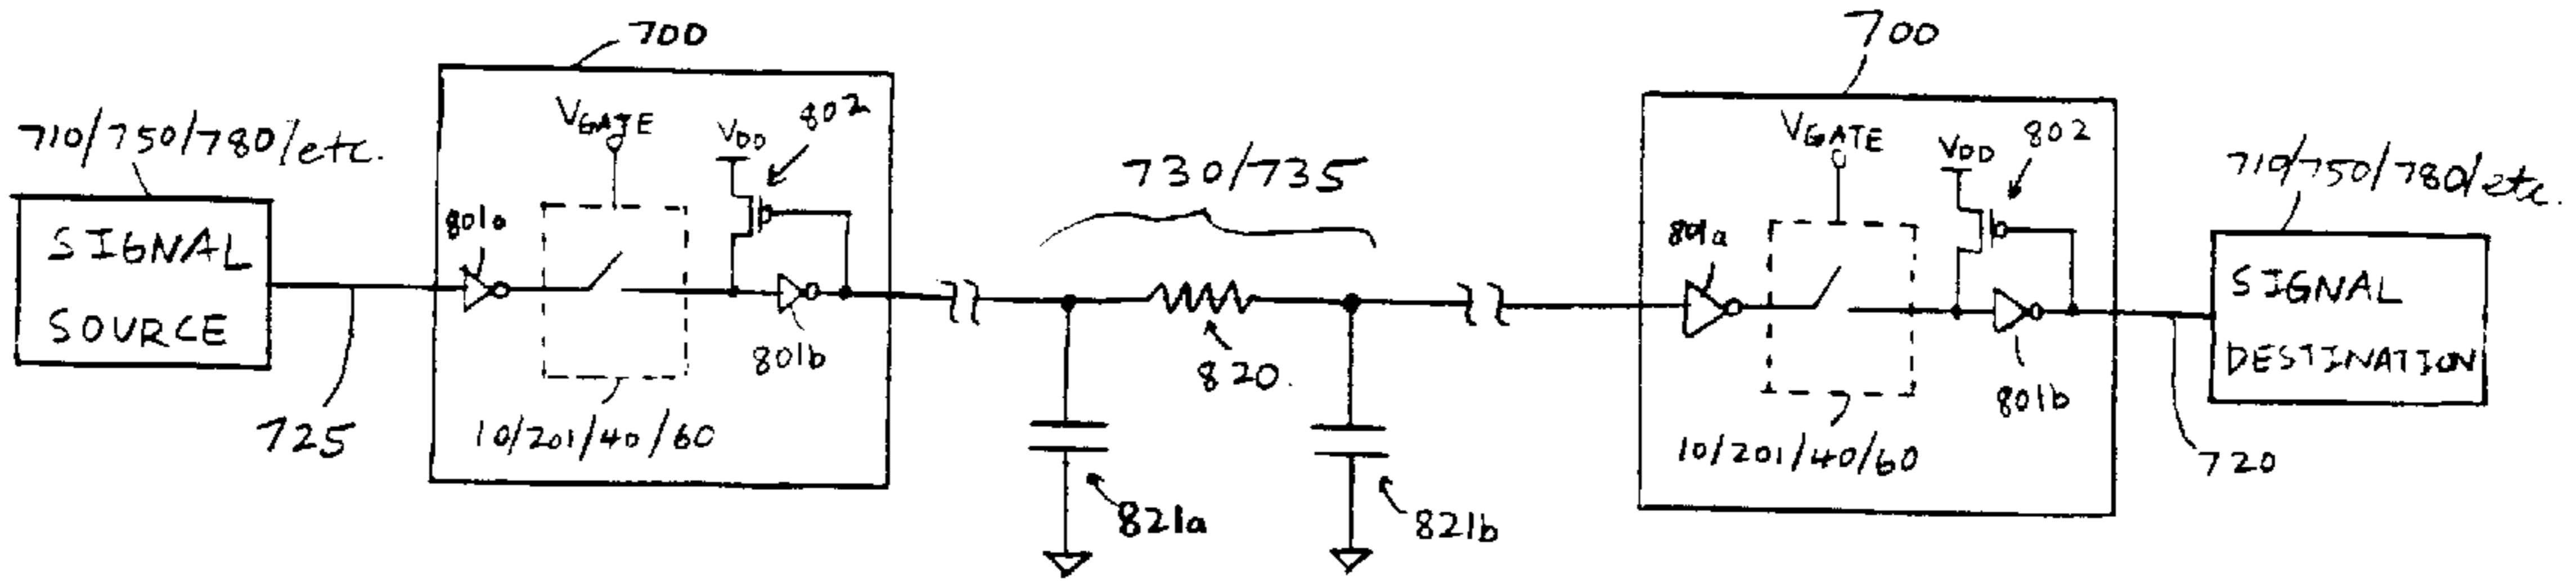 700
700
710/750/780/etc.
SIGNAL
SOURCE
725
801a
VGATE
VDD
802
801b
10/201/40/60
730/735
820.
821a
821b
801a
VGATE
VDD
802
801b
10/201/40/60
710/750/780/etc.
SIGNAL
DESTINATION
720